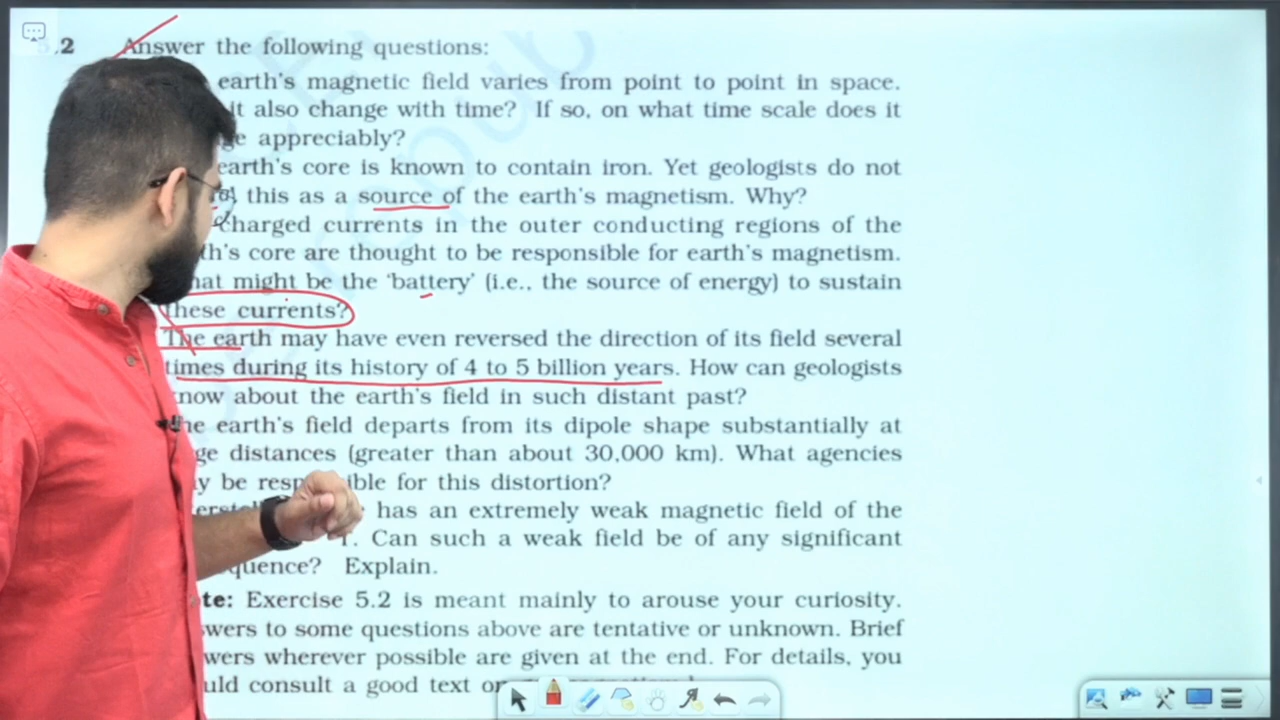 .2 Answer the following questions:
earth's magnetic field varies from point to point in space.
it also change with time? If so, on what time scale does it
appreciably?
earth's core is known to contain iron. Yet geologists do not
this as a source of the earth's magnetism. Why?
charged currents in the outer conducting regions of the
are thought to be responsible for earth's magnetism.
might be the ‘battery’ (i.e., the source of energy) to sustain
these currents?
The earth may have even reversed the direction of its field several
times during its history of 4 to 5 billion years. How can geologists
know about the earth's field in such distant past?
earth's field departs from its dipole shape substantially at
distances (greater than about 30,000 km). What agencies
be for this distortion?
has an extremely weak magnetic field of the
T. Can such a weak field be of any significant
Explain.
Exercise 5.2 is meant mainly to arouse your curiosity.
to some questions above are tentative or unknown. Brief
wherever possible are given at the end. For details, you
consult a good text